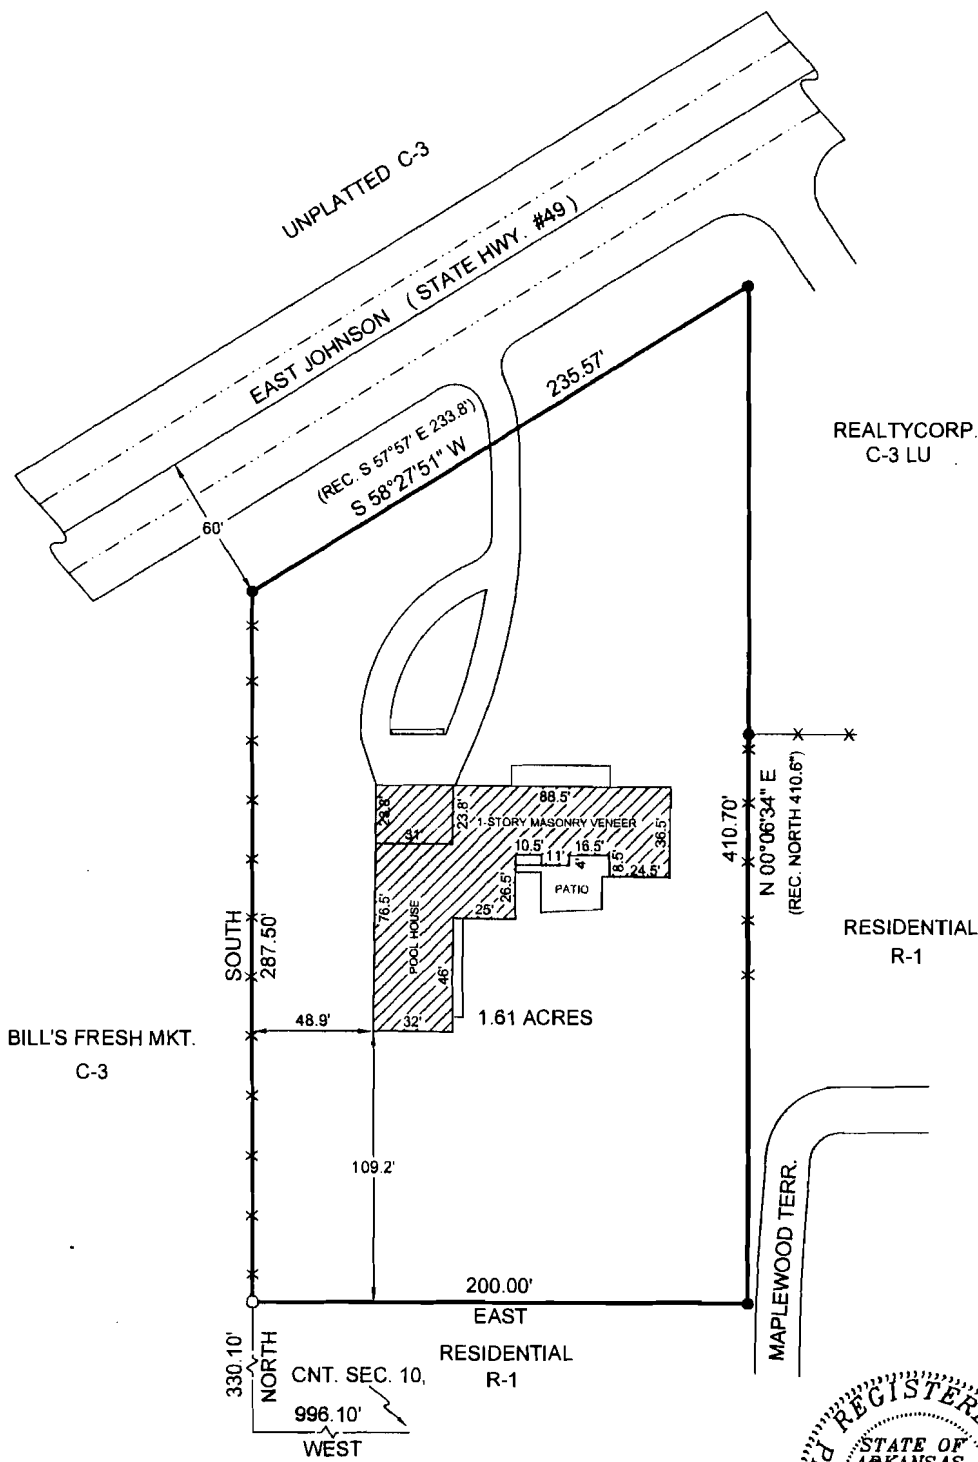 UNPLATTED C-3
EAST JOHNSON (STATE HWY. #49)
235.57'
(REC. S 57°57' E 233.8')
S 58°27'51" W
60'
REALTYCORP.
C-3 LU
88.5'
23.8'
1-STORY MASONRY VENEER
31'
36.5'
10.5'
16.5'
11'
4'
8.5'
24.5'
PATIO
26.5'
76.5'
25'
POOL HOUSE
46'
32'
410.70'
N 00°06'34" E
(REC. NORTH 410.6")
SOUTH
287.50'
48.9'
1.61 ACRES
RESIDENTIAL
R-1
BILL'S FRESH MKT.
C-3
109.2'
200.00'
EAST
MAPLEWOOD TERR.
RESIDENTIAL
R-1
330.10'
NORTH
CNT. SEC. 10,
996.10'
WEST
REGISTERE
STATE OF
ARKANSAS